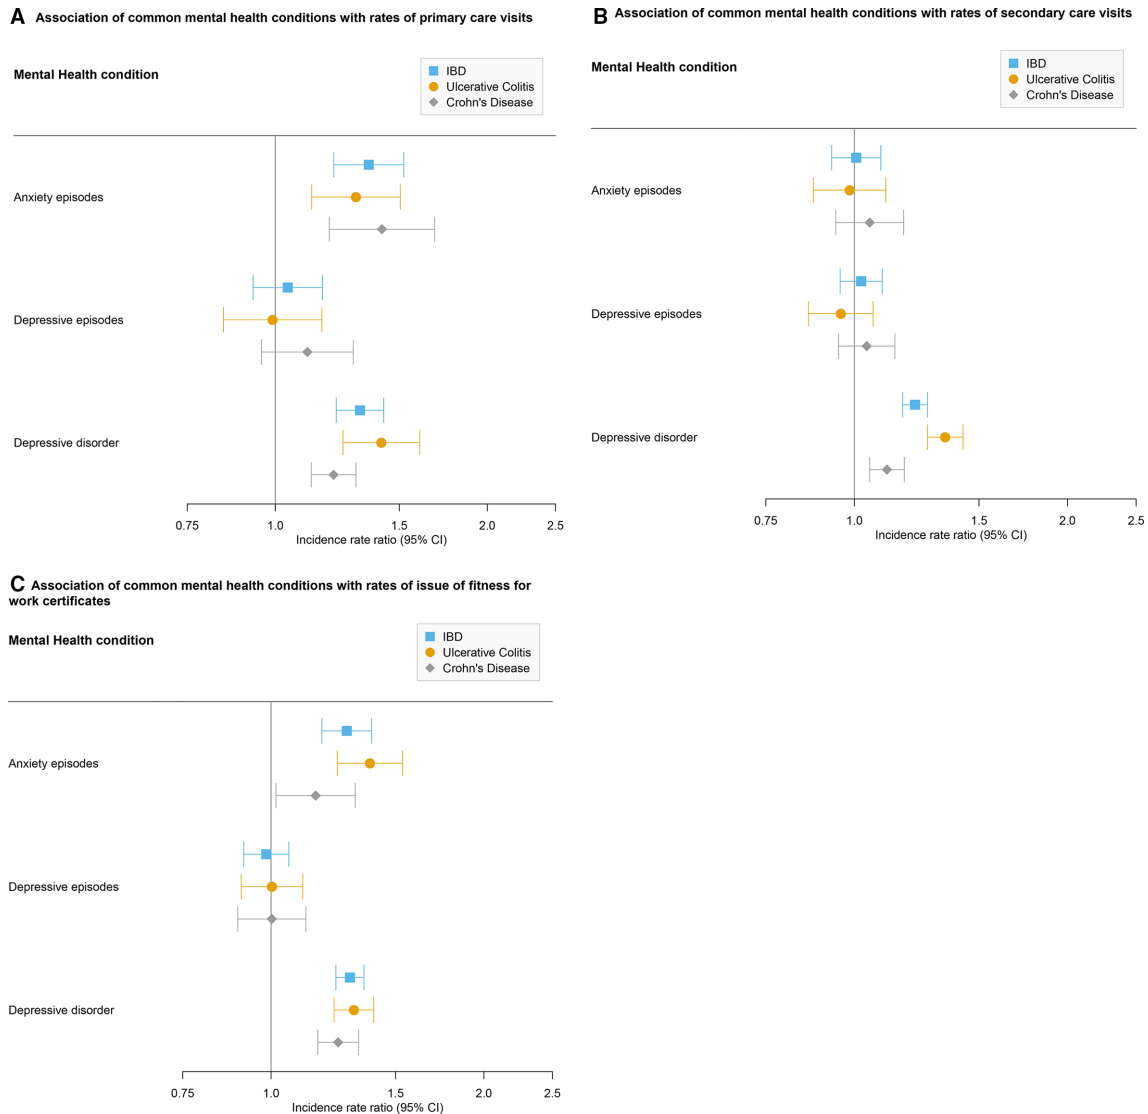 A Association of common mental health conditions with rates of primary care visits
Mental Health condition
IBD
Ulcerative Colitis
Crohn's Disease
Anxiety episodes
Depressive episodes
Depressive disorder
0.75 1.0 1.5 2.0 2.5
Incidence rate ratio (95% CI)
B Association of common mental health conditions with rates of secondary care visits
Mental Health condition
IBD
Ulcerative Colitis
Crohn's Disease
Anxiety episodes
Depressive episodes
Depressive disorder
0.75 1.0 1.5 2.0 2.5
Incidence rate ratio (95% CI)
C Association of common mental health conditions with rates of issue of fitness for
work certificates
Mental Health condition
IBD
Ulcerative Colitis
Crohn's Disease
Anxiety episodes
Depressive episodes
Depressive disorder
0.75 1.0 1.5 2.0 2.5
Incidence rate ratio (95% CI)